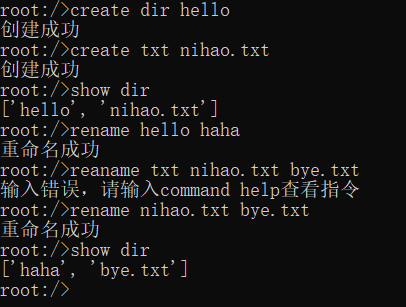 root:/>create dir hello
创建成功
root:/>create txt nihao.txt
创建成功
root:/>show dir
['hello', 'nihao.txt']
root:/>rename hello haha
重命名成功
root:/>reaname txt nihao.txt bye.txt
输入错误，请输入command help查看指令
root:/>rename nihao.txt bye.txt
重命名成功
root:/>show dir
['haha', 'bye.txt']
root:/>